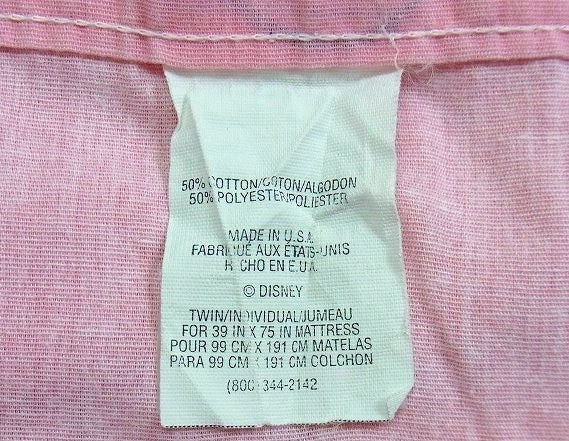 50% COTTON/COTON/ALGODON
50% POLYESTER/POLIESTER
MADE IN U.S.A.
FABRIQUÉ AUX ÉTATS-UNIS
HECHO EN E.U.A.
© DISNEY
TWIN/INDIVIDUAL/JUMEAU
FOR 39 IN X 75 IN MATTRESS
POUR 99 CM X 191 CM MATELAS
PARA 99 CM X 191 CM COLCHON
(800) 344-2142